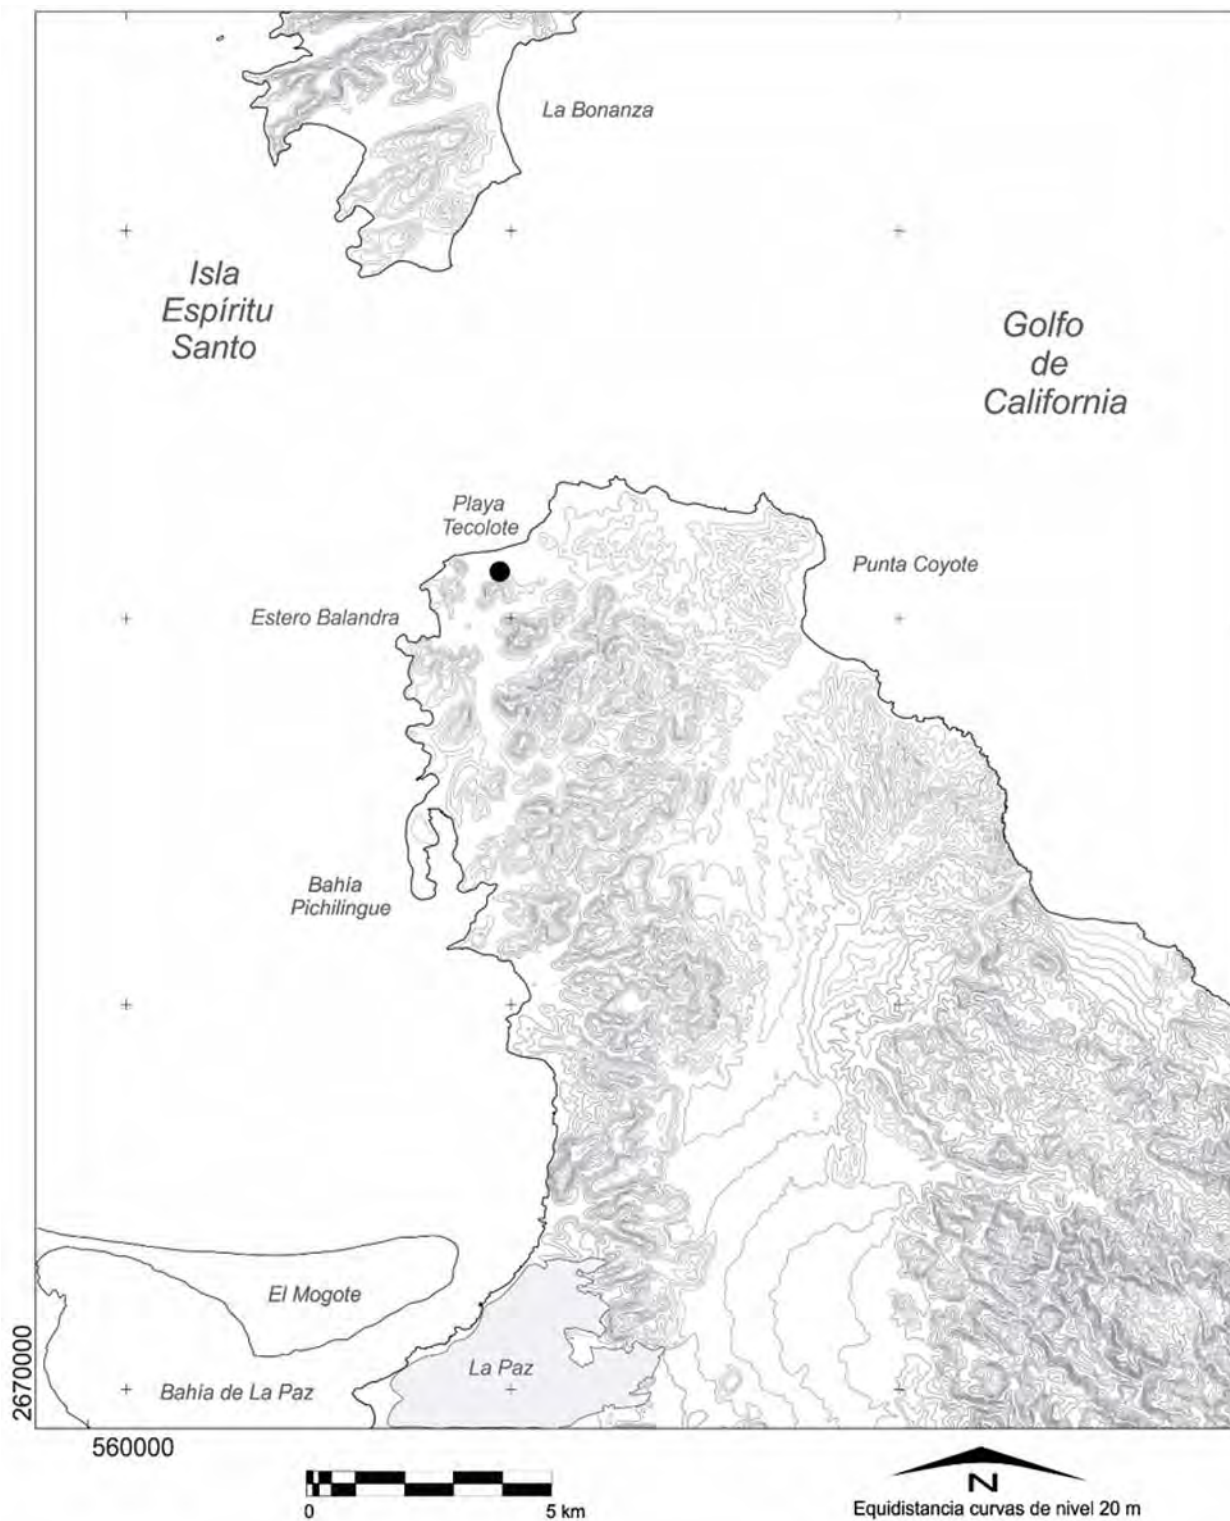 La Bonanza
Isla
Espíritu
Santo
Golfo
de
California
Playa
Tecolote
Punta Coyote
Estero Balandra
Bahía
Pichilingue
El Mogote
La Paz
Bahía de La Paz
2670000
560000
0
5 km
N
Equidistancia curvas de nivel 20 m